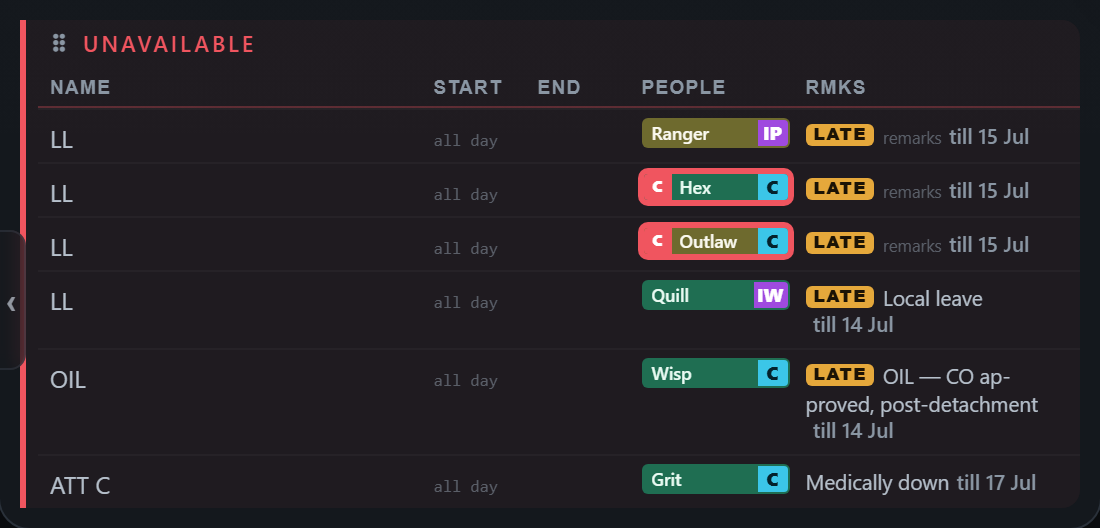 UNAVAILABLE
NAME START END PEOPLE RMKS
LL all day Ranger IP LATE remarks till 15 Jul
LL all day C Hex C LATE remarks till 15 Jul
LL all day C Outlaw C LATE remarks till 15 Jul
LL all day Quill IW LATE Local leave
till 14 Jul
OIL all day Wisp C LATE OIL — CO ap-
proved, post-detachment
till 14 Jul
ATT C all day Grit C Medically down till 17 Jul